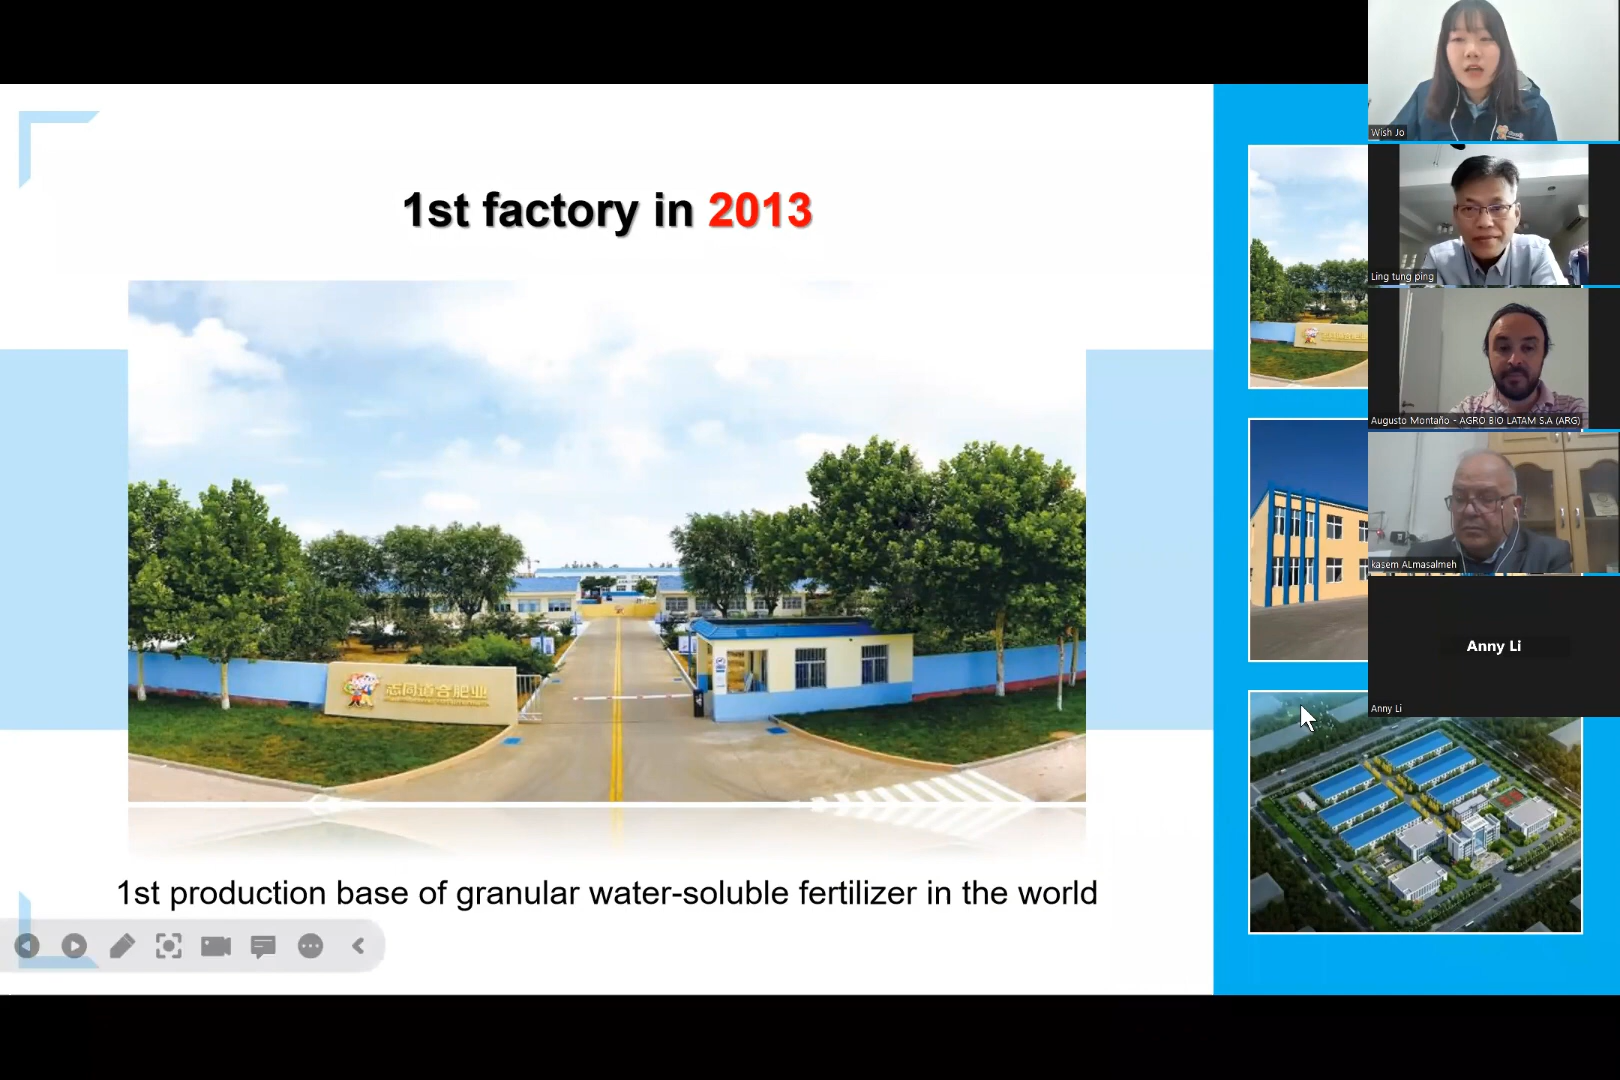 1st factory in 2013
志同道合肥业
1st production base of granular water-soluble fertilizer in the world
Wish Jo
Ling tung ping
Augusto Montaño - AGRO BIO LATAM S.A (ARG)
kasem ALmasalmeh
Anny Li
Anny Li